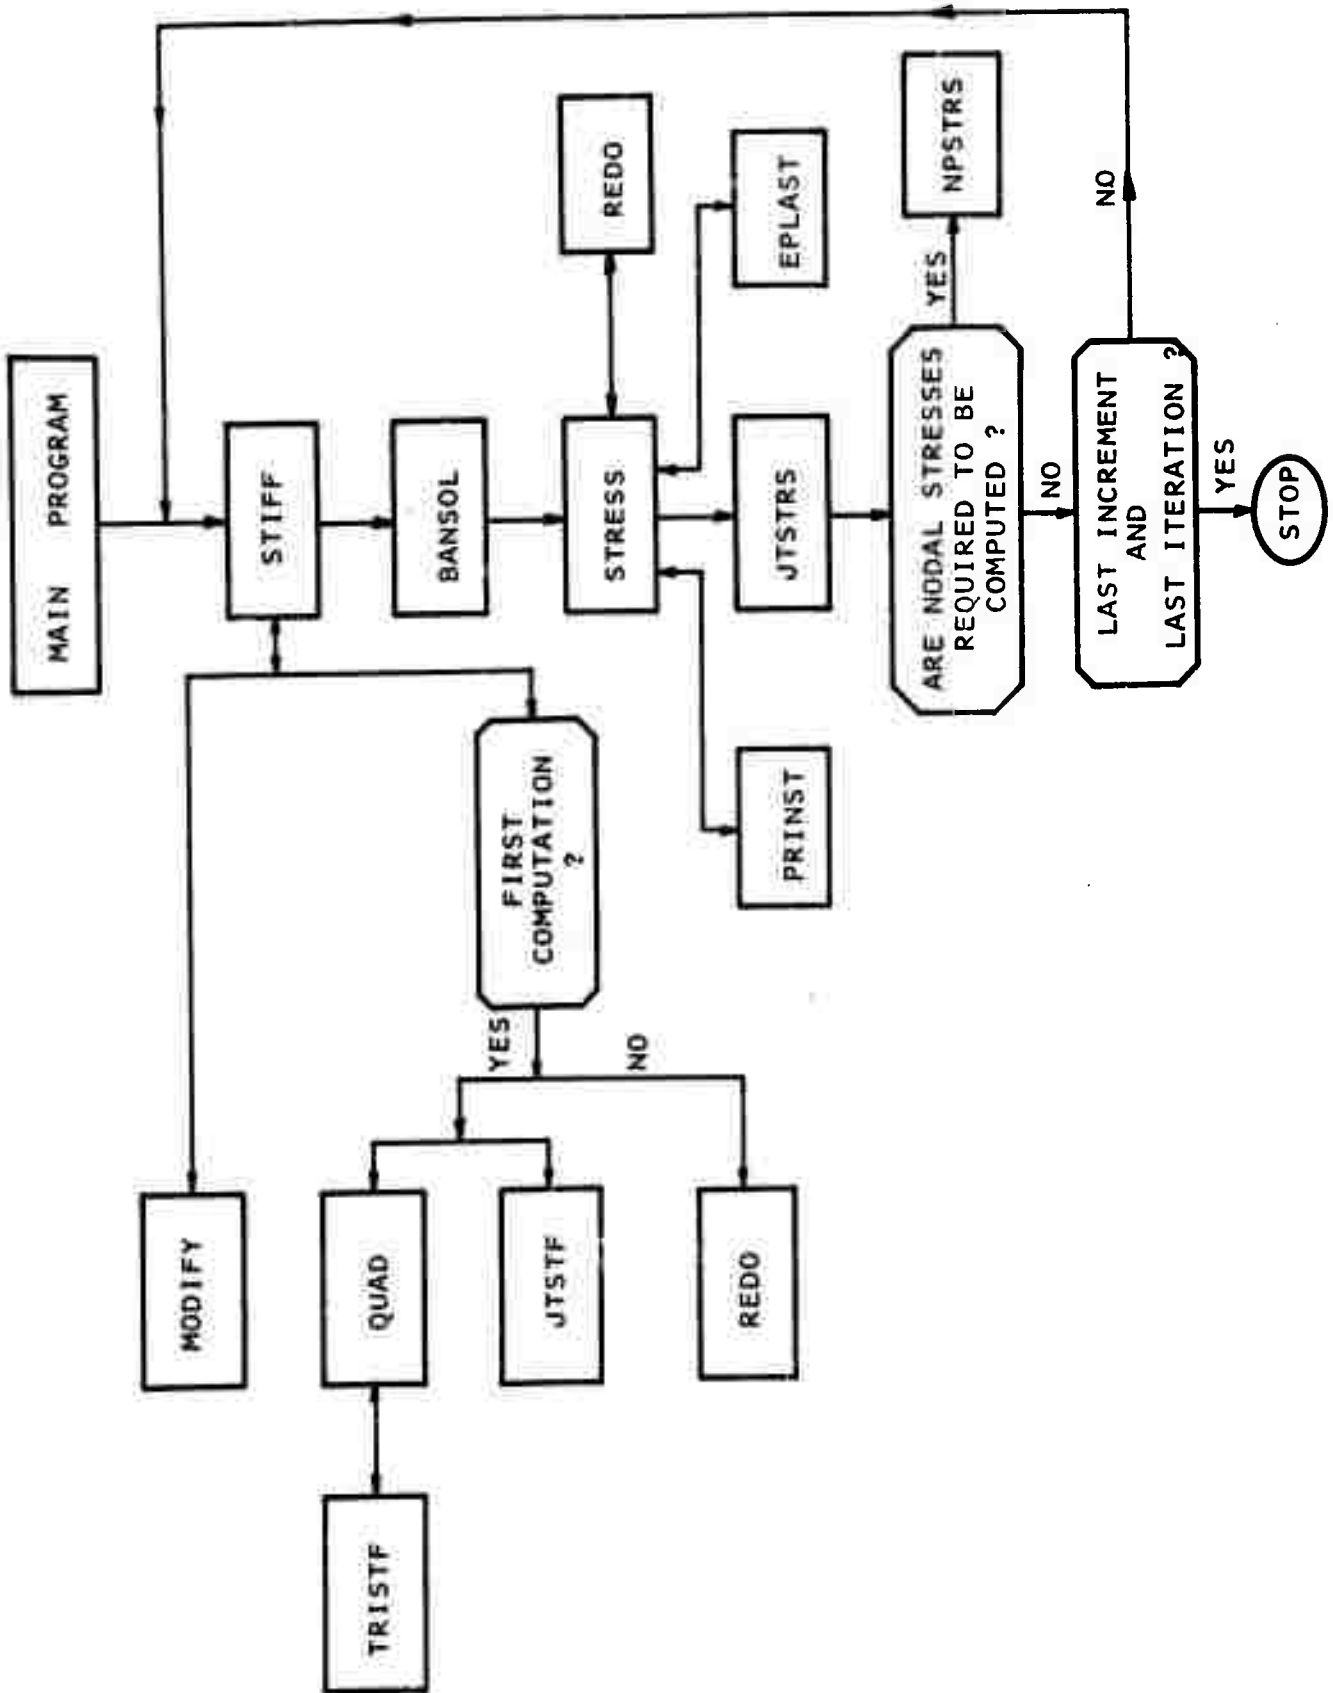 MAIN PROGRAM
STIFF
BANSOL
STRESS
REDO
EPLAST
PRINST
JTSTRS
ARE NODAL STRESSES
REQUIRED TO BE
COMPUTED ?
YES
NPSTRS
NO
LAST INCREMENT
AND
LAST ITERATION ?
NO
YES
STOP
FIRST
COMPUTATION
?
YES
NO
MODIFY
QUAD
JTSTF
REDO
TRISTF